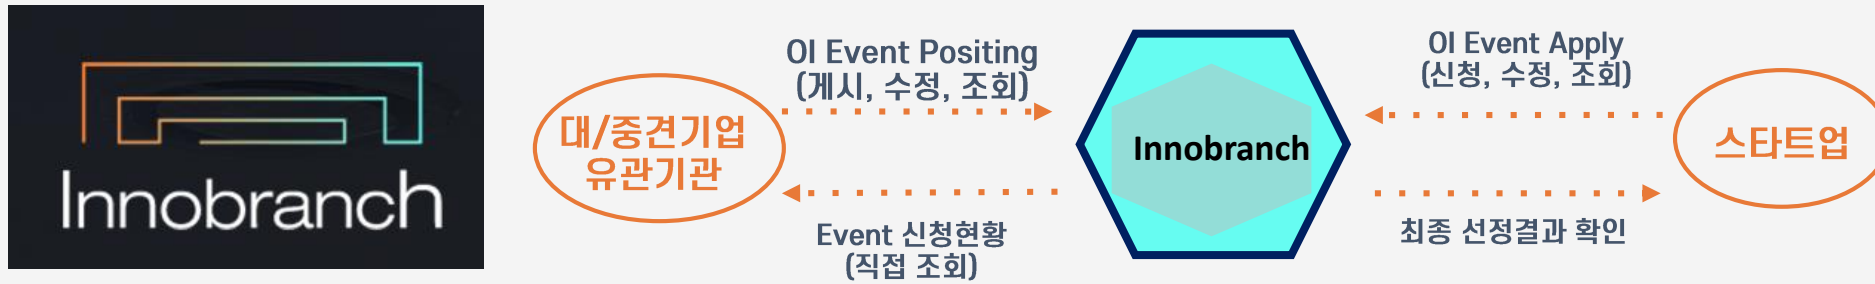 Innobranch
OI Event Positing
(게시, 수정, 조회)
대/중견기업
유관기관
Event 신청현황
(직접 조회)
Innobranch
OI Event Apply
(신청, 수정, 조회)
스타트업
최종 선정결과 확인